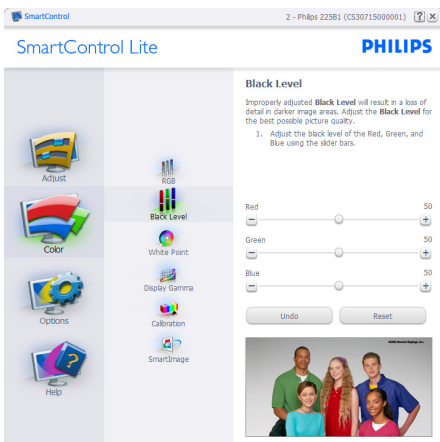 SmartControl
2 - Philips 225B1 (CS30715000001)
?
SmartControl Lite
PHILIPS
Adjust
Color
Options
Help
RGB
Black Level
White Point
Display Gamma
Calibration
SmartImage
Black Level
Improperly adjusted Black Level will result in a loss of
detail in darker image areas. Adjust the Black Level for
the best possible picture quality.
1. Adjust the black level of the Red, Green, and
Blue using the slider bars.
Red 50
Green 50
Blue 50
Undo Reset